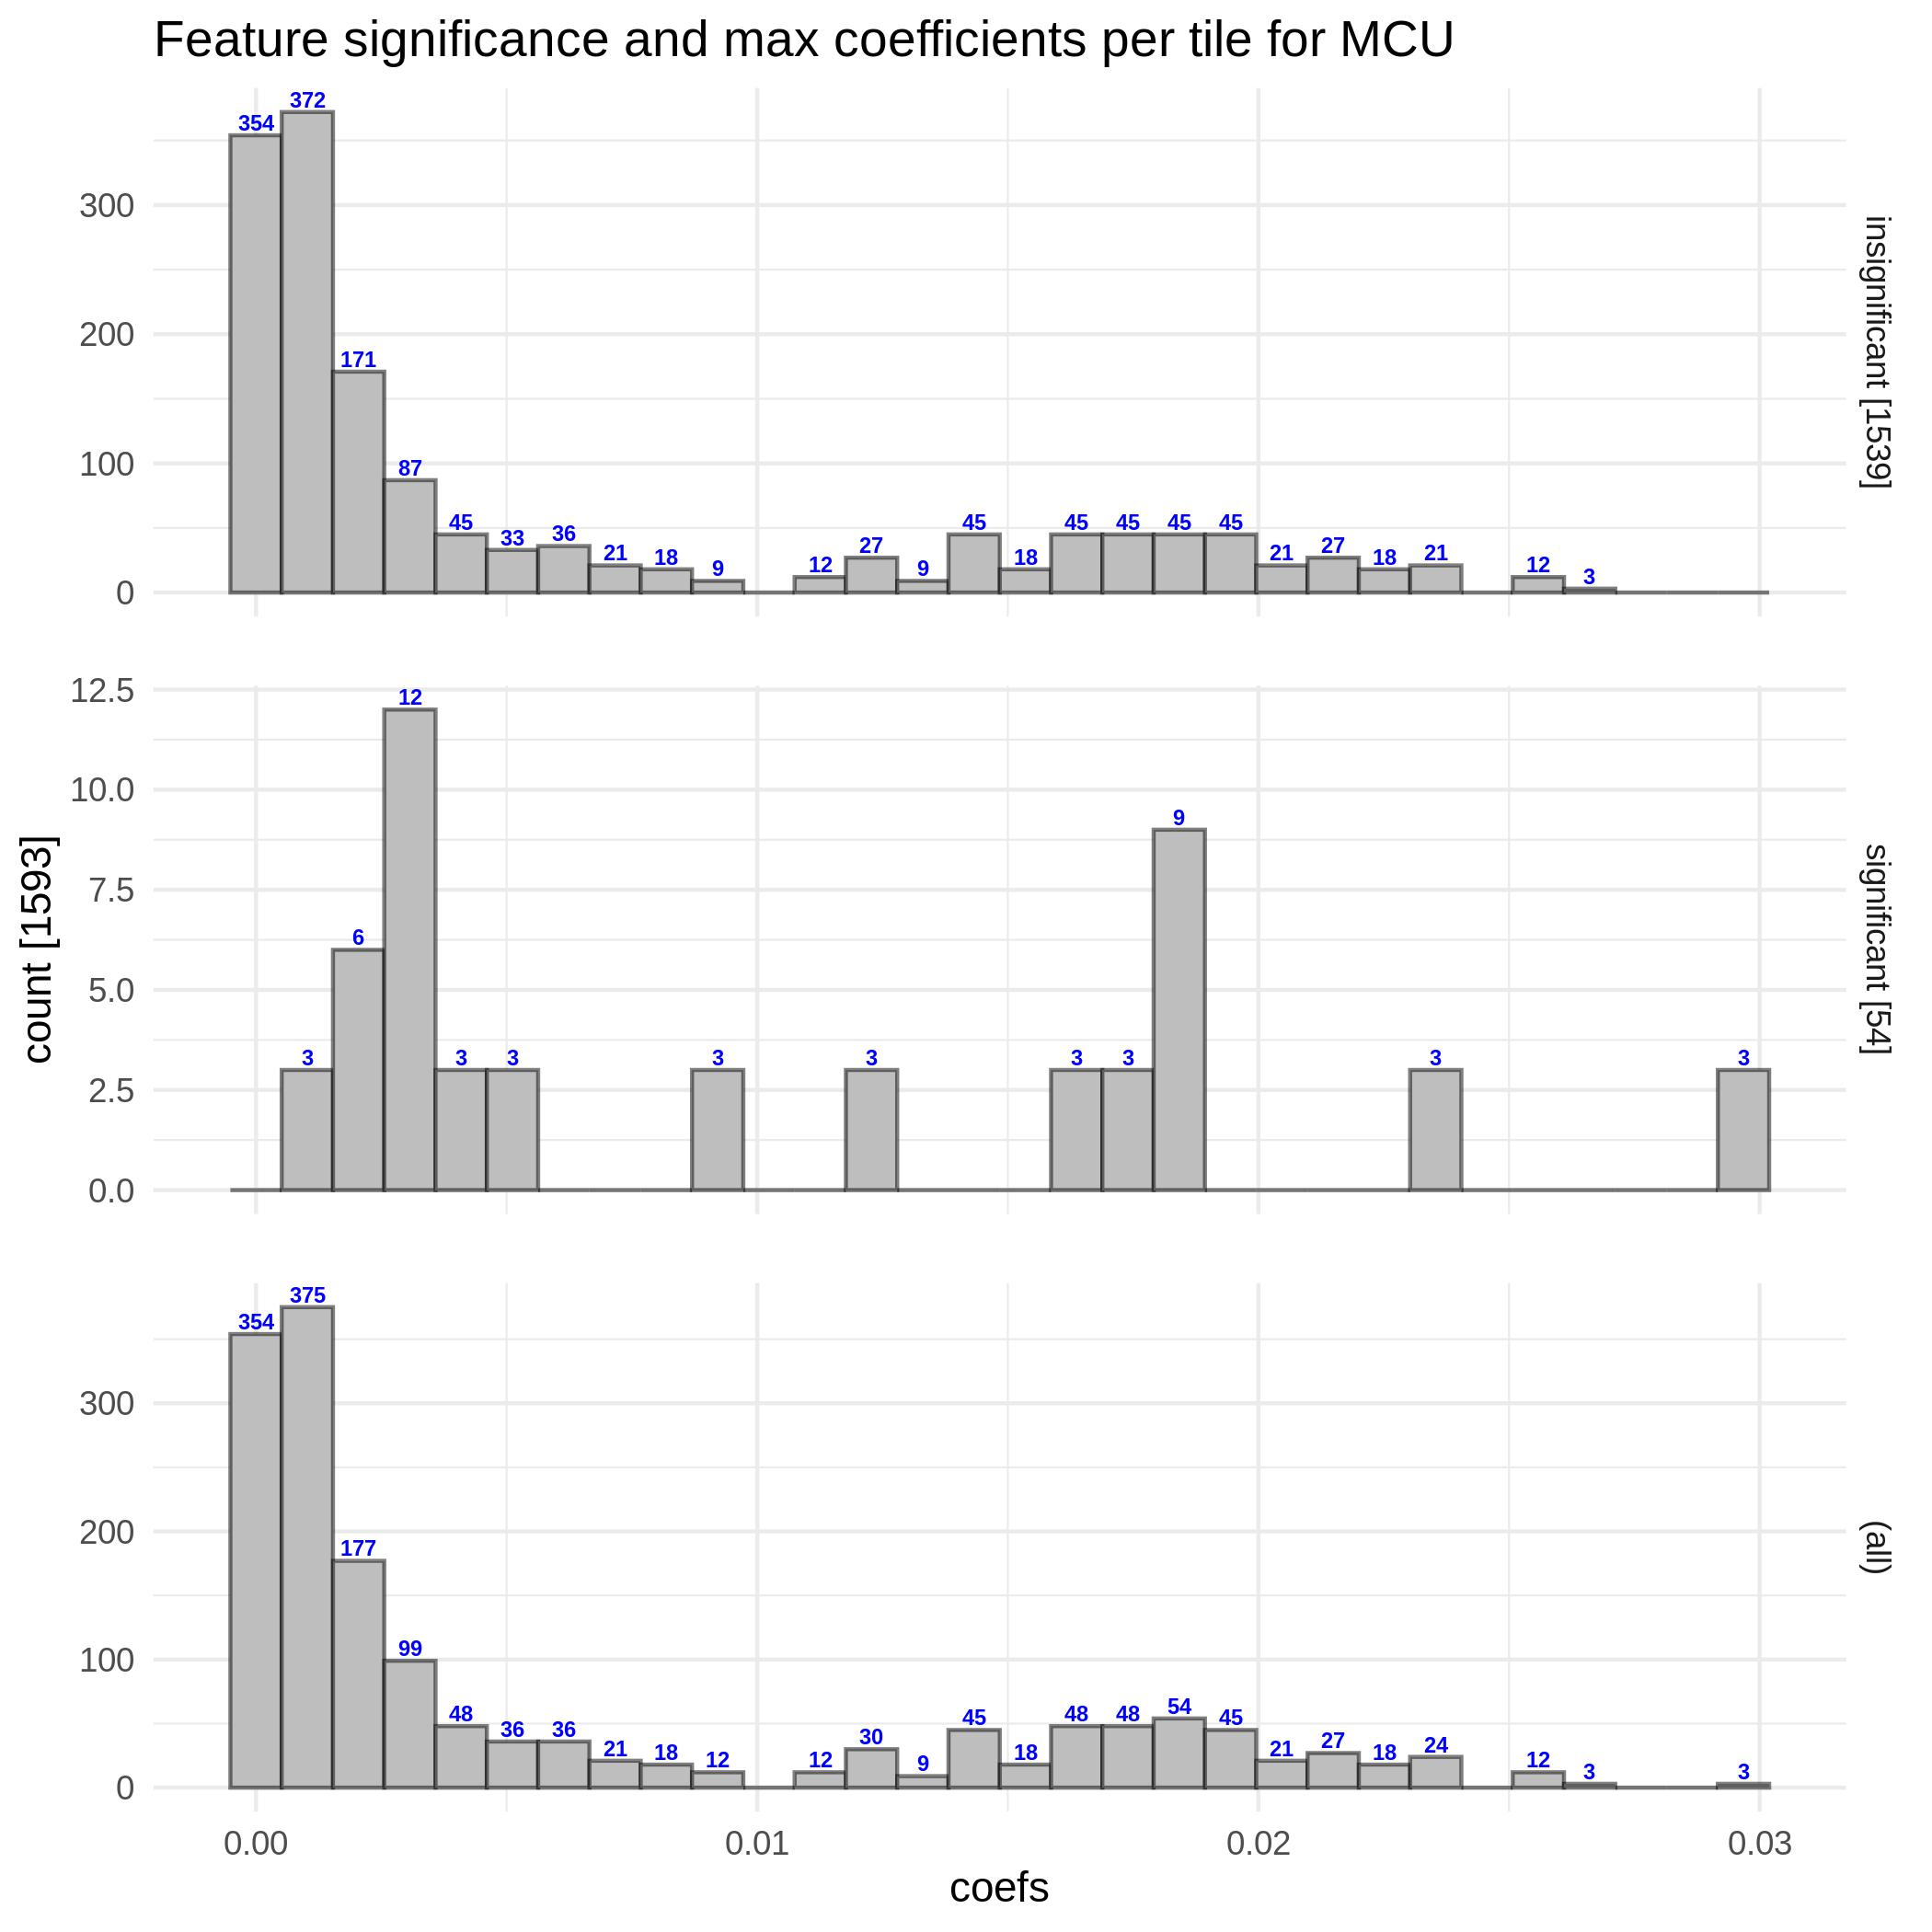 Feature significance and max coefficients per tile for MCU
354 372 171 87 45 33 36 21 18 9 12 27 9 45 18 45 45 45 45 21 27 18 21 12 3
300
200
100
0
insignificant [1539]
count [1593]
12.5
10.0
7.5
5.0
2.5
0.0
3 6 12 3 3 3 3 3 3 9 3 3
significant [54]
354 375 177 99 48 36 36 21 18 12 12 30 9 45 18 48 48 54 45 21 27 18 24 12 3 3
300
200
100
0
(all)
0.00 0.01 0.02 0.03
coefs